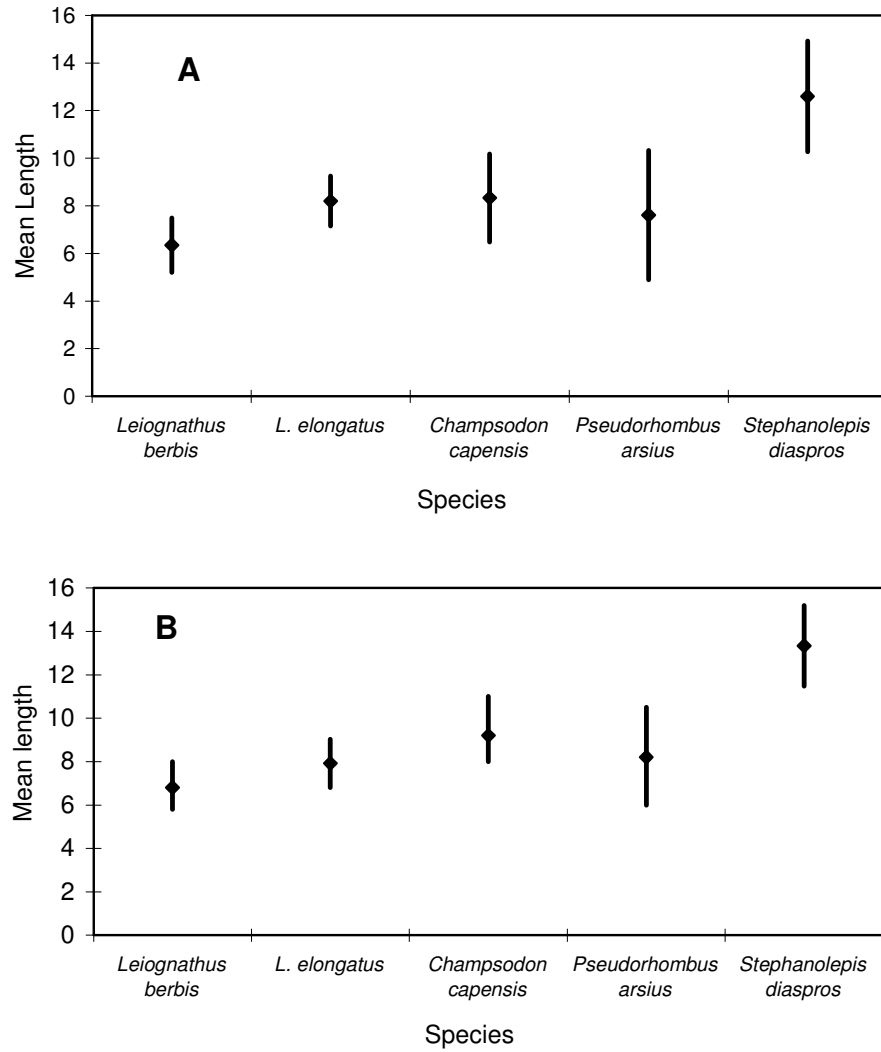 16
A
14
12
10
8
6
4
2
0
Mean Length
Leiognathus L. elongatus Champsodon Pseudorhombus Stephanolepis
berbis capensis arsius diaspros
Species
16
B
14
12
10
8
6
4
2
0
Mean length
Leiognathus L. elongatus Champsodon Pseudorhombus Stephanolepis
berbis capensis arsius diaspros
Species